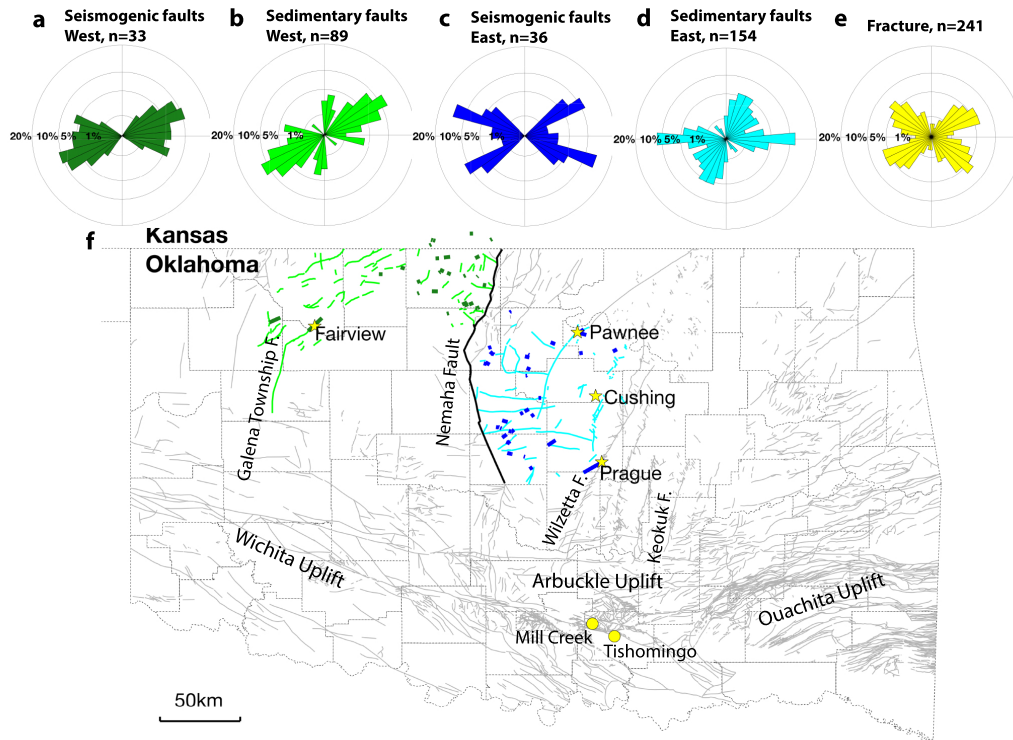 a Seismogenic faults
West, n=33
b Sedimentary faults
West, n=89
c Seismogenic faults
East, n=36
d Sedimentary faults
East, n=154
e Fracture, n=241
20% 10% 5% 1%
20% 10% 5% 1%
20% 10% 5% 1%
20% 10% 5% 1%
20% 10% 5% 1%
f Kansas
Oklahoma
Fairview
Pawnee
Galena Township F.
Nemaha Fault
Cushing
Prague
Wilzetta F.
Keokuk F.
Wichita Uplift
Arbuckle Uplift
Ouachita Uplift
Mill Creek
Tishomingo
50km